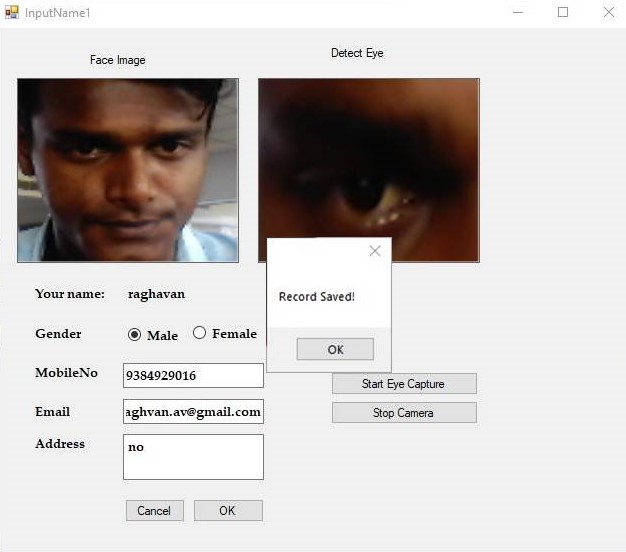 InputName1
Face Image
Detect Eye
Record Saved!
OK
Your name: raghavan
Gender Male Female
MobileNo 9384929016
Email aghvan.av@gmail.com
Address no
Start Eye Capture
Stop Camera
Cancel OK